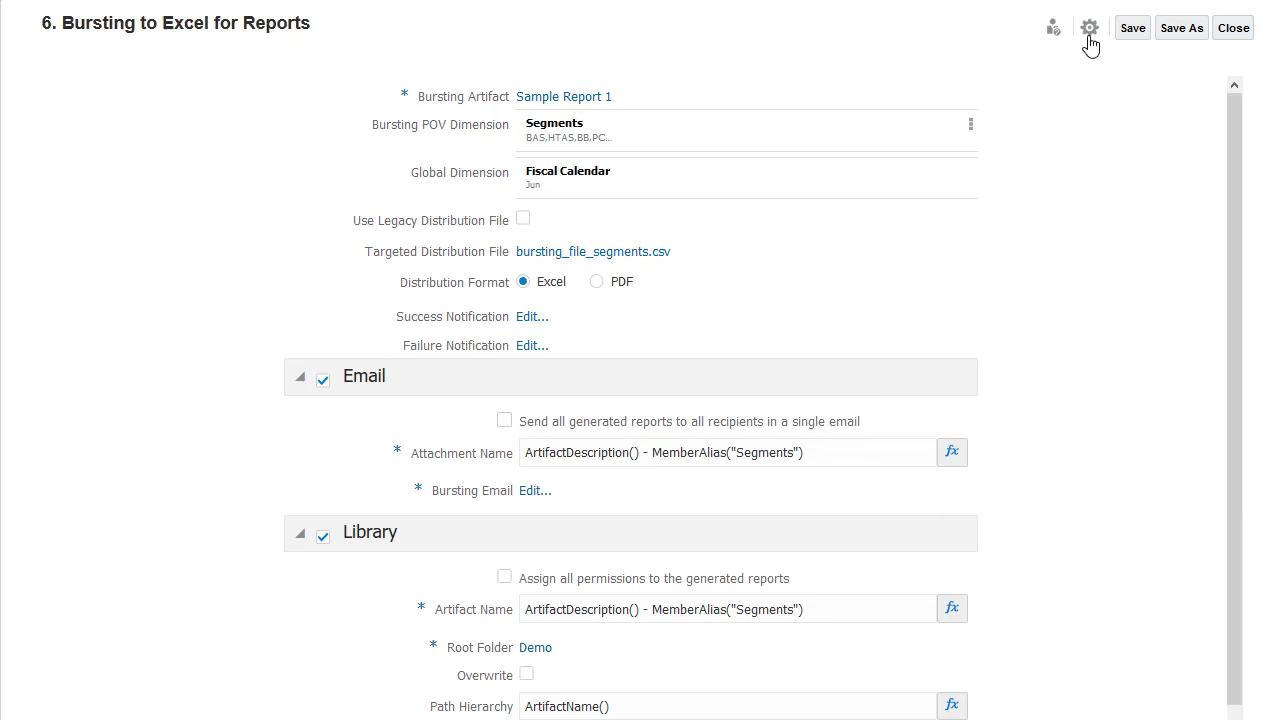 6. Bursting to Excel for Reports
Save
Save As
Close
* Bursting Artifact Sample Report 1
Bursting POV Dimension Segments
BAS,HTAS,BB,PC...
Global Dimension Fiscal Calendar
Jun
Use Legacy Distribution File
Targeted Distribution File bursting_file_segments.csv
Distribution Format Excel PDF
Success Notification Edit...
Failure Notification Edit...
Email
Send all generated reports to all recipients in a single email
* Attachment Name ArtifactDescription() - MemberAlias("Segments") fx
* Bursting Email Edit...
Library
Assign all permissions to the generated reports
* Artifact Name ArtifactDescription() - MemberAlias("Segments") fx
* Root Folder Demo
Overwrite
Path Hierarchy ArtifactName() fx